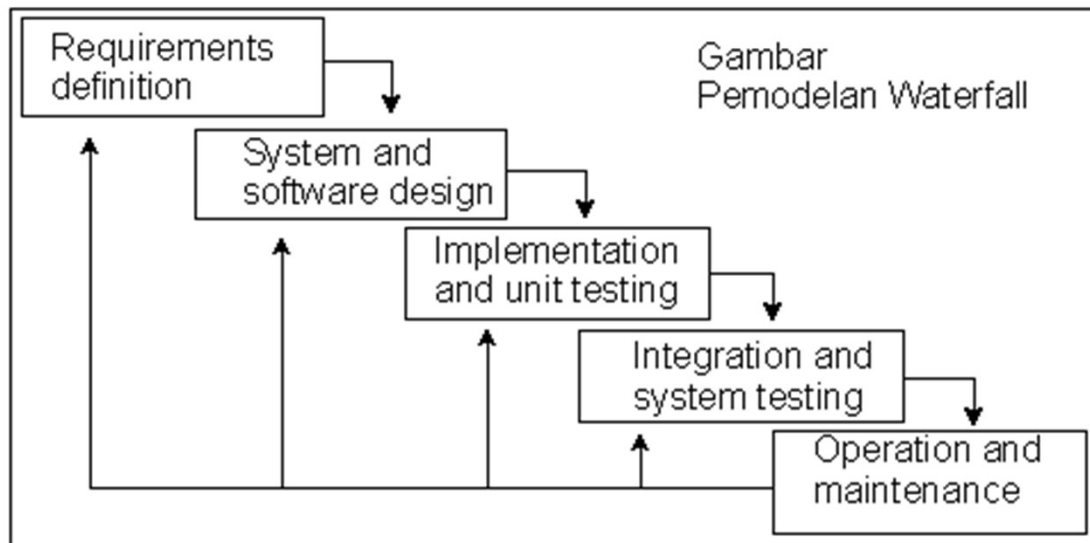 Requirements
definition
Gambar
Pemodelan Waterfall
System and
software design
Implementation
and unit testing
Integration and
system testing
Operation and
maintenance